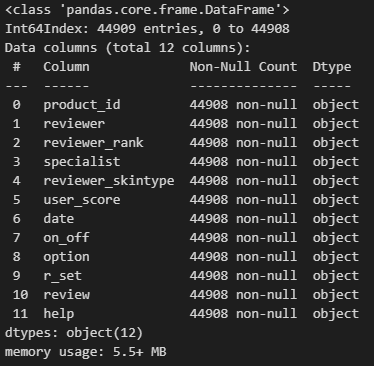 <class 'pandas.core.frame.DataFrame'>
Int64Index: 44909 entries, 0 to 44908
Data columns (total 12 columns):
 #   Column             Non-Null Count  Dtype
---  ------             --------------  -----
 0   product_id         44908 non-null  object
 1   reviewer           44908 non-null  object
 2   reviewer_rank      44908 non-null  object
 3   specialist         44908 non-null  object
 4   reviewer_skintype  44908 non-null  object
 5   user_score         44908 non-null  object
 6   date               44908 non-null  object
 7   on_off             44908 non-null  object
 8   option             44908 non-null  object
 9   r_set              44908 non-null  object
 10  review             44908 non-null  object
 11  help               44908 non-null  object
dtypes: object(12)
memory usage: 5.5+ MB